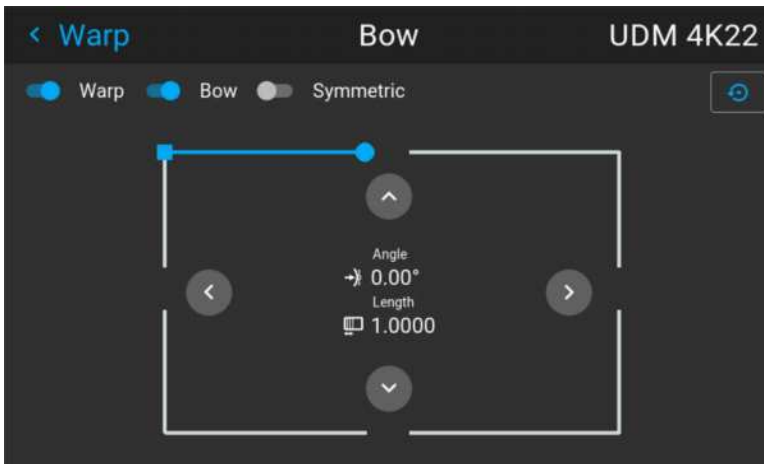 Warp Bow UDM 4K22
Warp Bow Symmetric
Angle
0.00°
Length
1.0000